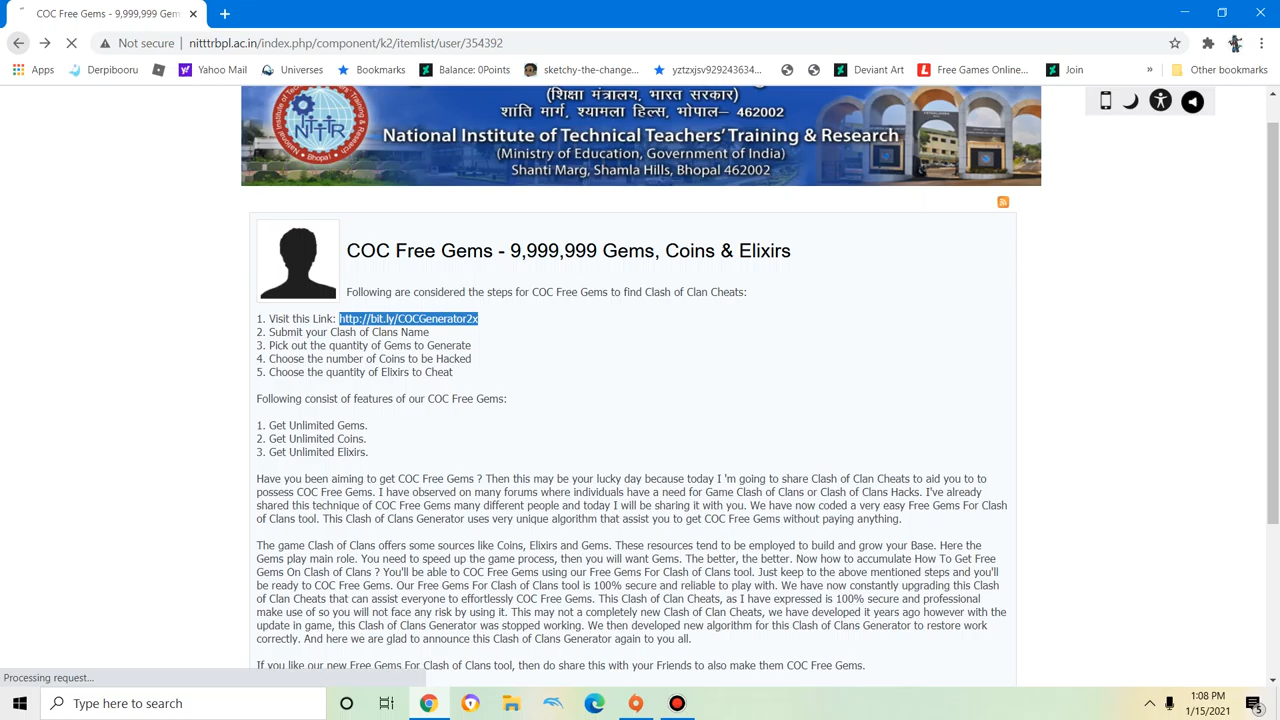 COC Free Gems - 9,999,999 Gem
Not secure | nitttrbpl.ac.in/index.php/component/k2/itemlist/user/354392
Apps Derpibooru Yahoo Mail Universes Bookmarks Balance: 0Points sketchy-the-change... yztzxjsv929243634... Deviant Art Free Games Online... Join » Other bookmarks
(शिक्षा मंत्रालय, भारत सरकार)
शांति मार्ग, श्यामला हिल्स, भोपाल– 462002
NITTTR
Bhopal
National Institute of Technical Teachers' Training & Research
(Ministry of Education, Government of India)
Shanti Marg, Shamla Hills, Bhopal 462002
COC Free Gems - 9,999,999 Gems, Coins & Elixirs
Following are considered the steps for COC Free Gems to find Clash of Clan Cheats:
1. Visit this Link: http://bit.ly/COCGenerator2x
2. Submit your Clash of Clans Name
3. Pick out the quantity of Gems to Generate
4. Choose the number of Coins to be Hacked
5. Choose the quantity of Elixirs to Cheat
Following consist of features of our COC Free Gems:
1. Get Unlimited Gems.
2. Get Unlimited Coins.
3. Get Unlimited Elixirs.
Have you been aiming to get COC Free Gems ? Then this may be your lucky day because today I 'm going to share Clash of Clan Cheats to aid you to to
possess COC Free Gems. I have observed on many forums where individuals have a need for Game Clash of Clans or Clash of Clans Hacks. I've already
shared this technique of COC Free Gems many different people and today I will be sharing it with you. We have now coded a very easy Free Gems For Clash
of Clans tool. This Clash of Clans Generator uses very unique algorithm that assist you to get COC Free Gems without paying anything.
The game Clash of Clans offers some sources like Coins, Elixirs and Gems. These resources tend to be employed to build and grow your Base. Here the
Gems play main role. You need to speed up the game process, then you will want Gems. The better, the better. Now how to accumulate How To Get Free
Gems On Clash of Clans ? You'll be able to COC Free Gems using our Free Gems For Clash of Clans tool. Just keep to the above mentioned steps and you'll
be ready to COC Free Gems. Our Free Gems For Clash of Clans tool is 100% secure and reliable to play with. We have now constantly upgrading this Clash
of Clan Cheats that can assist everyone to effortlessly COC Free Gems. This Clash of Clan Cheats, as I have expressed is 100% secure and professional
make use of so you will not face any risk by using it. This may not a completely new Clash of Clan Cheats, we have developed it years ago however with the
update in game, this Clash of Clans Generator was stopped working. We then developed new algorithm for this Clash of Clans Generator to restore work
correctly. And here we are glad to announce this Clash of Clans Generator again to you all.
If you like our new Free Gems For Clash of Clans tool, then do share this with your Friends to also make them COC Free Gems.
Processing request...
Type here to search
1:08 PM
1/15/2021
5